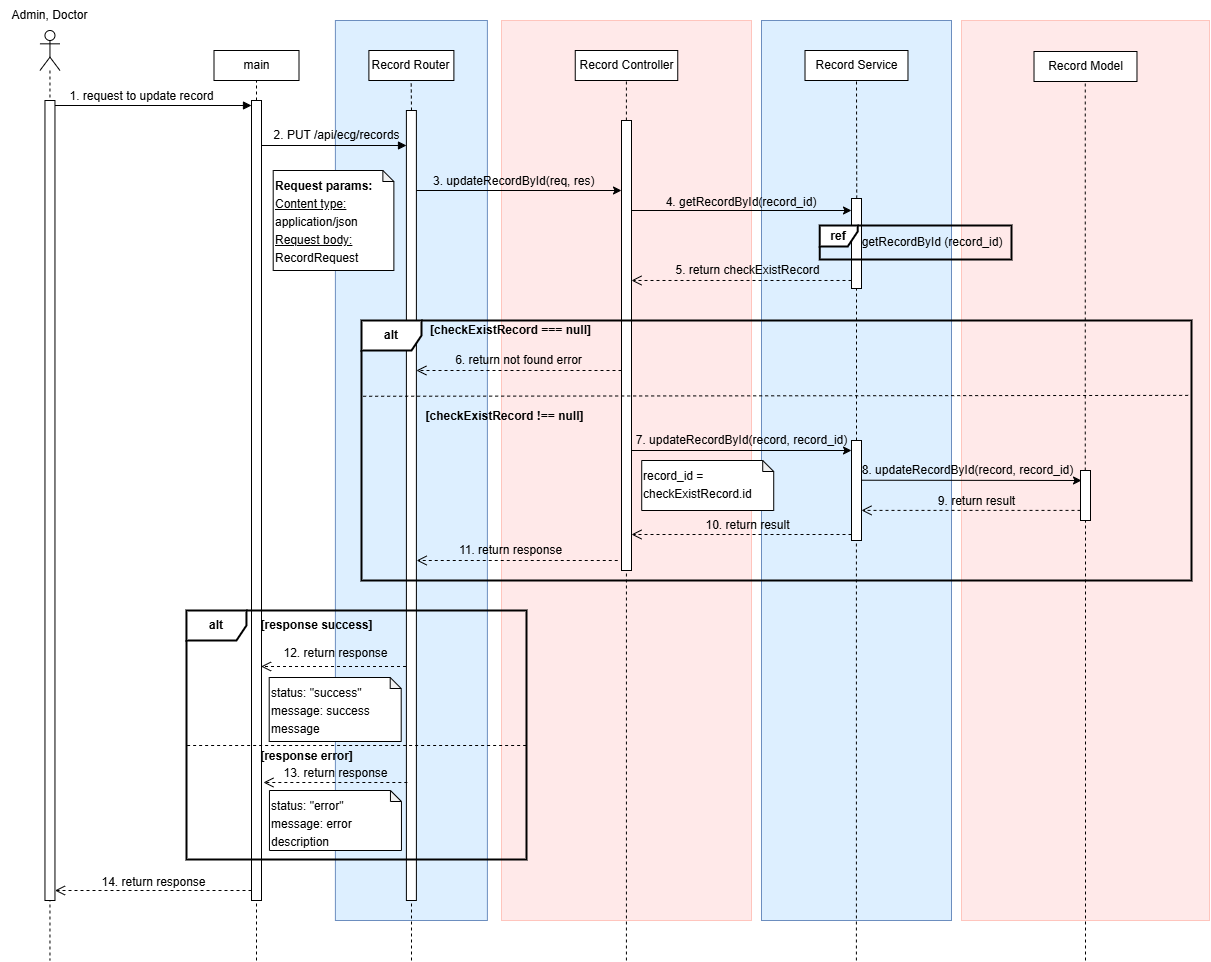 Admin, Doctor
main
Record Router
Record Controller
Record Service
Record Model
1. request to update record
2. PUT /api/ecg/records
Request params:
Content type:
application/json
Request body:
RecordRequest
3. updateRecordById(req, res)
4. getRecordById(record_id)
ref
getRecordById (record_id)
5. return checkExistRecord
alt
[checkExistRecord === null]
6. return not found error
[checkExistRecord !== null]
7. updateRecordById(record, record_id)
record_id =
checkExistRecord.id
8. updateRecordById(record, record_id)
9. return result
10. return result
11. return response
alt
[response success]
12. return response
status: "success"
message: success
message
[response error]
13. return response
status: "error"
message: error
description
14. return response